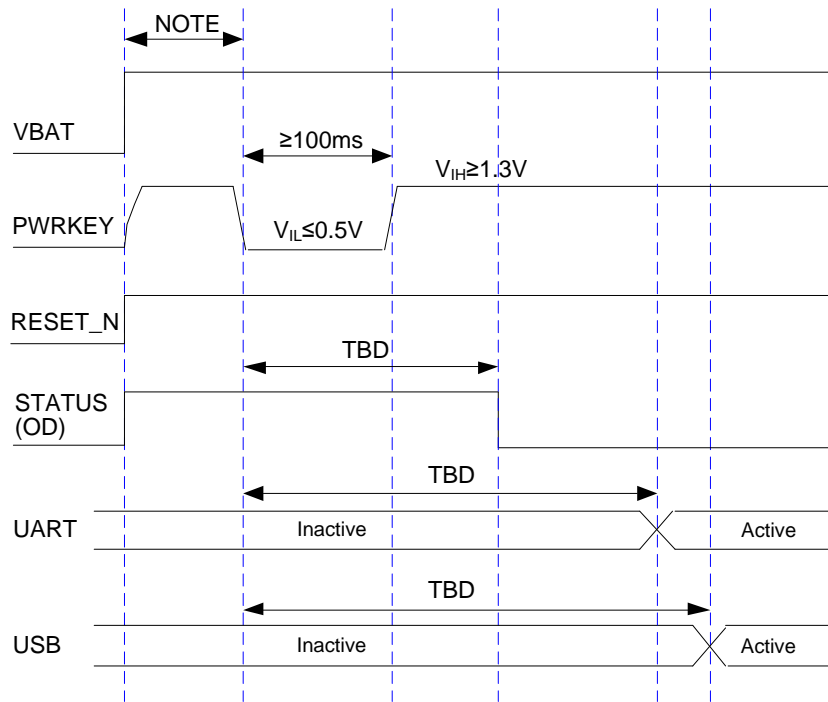 NOTE
VBAT
≥100ms
VIH≥1.3V
PWRKEY
VIL≤0.5V
RESET_N
TBD
STATUS
(OD)
TBD
UART
Inactive
Active
TBD
USB
Inactive
Active